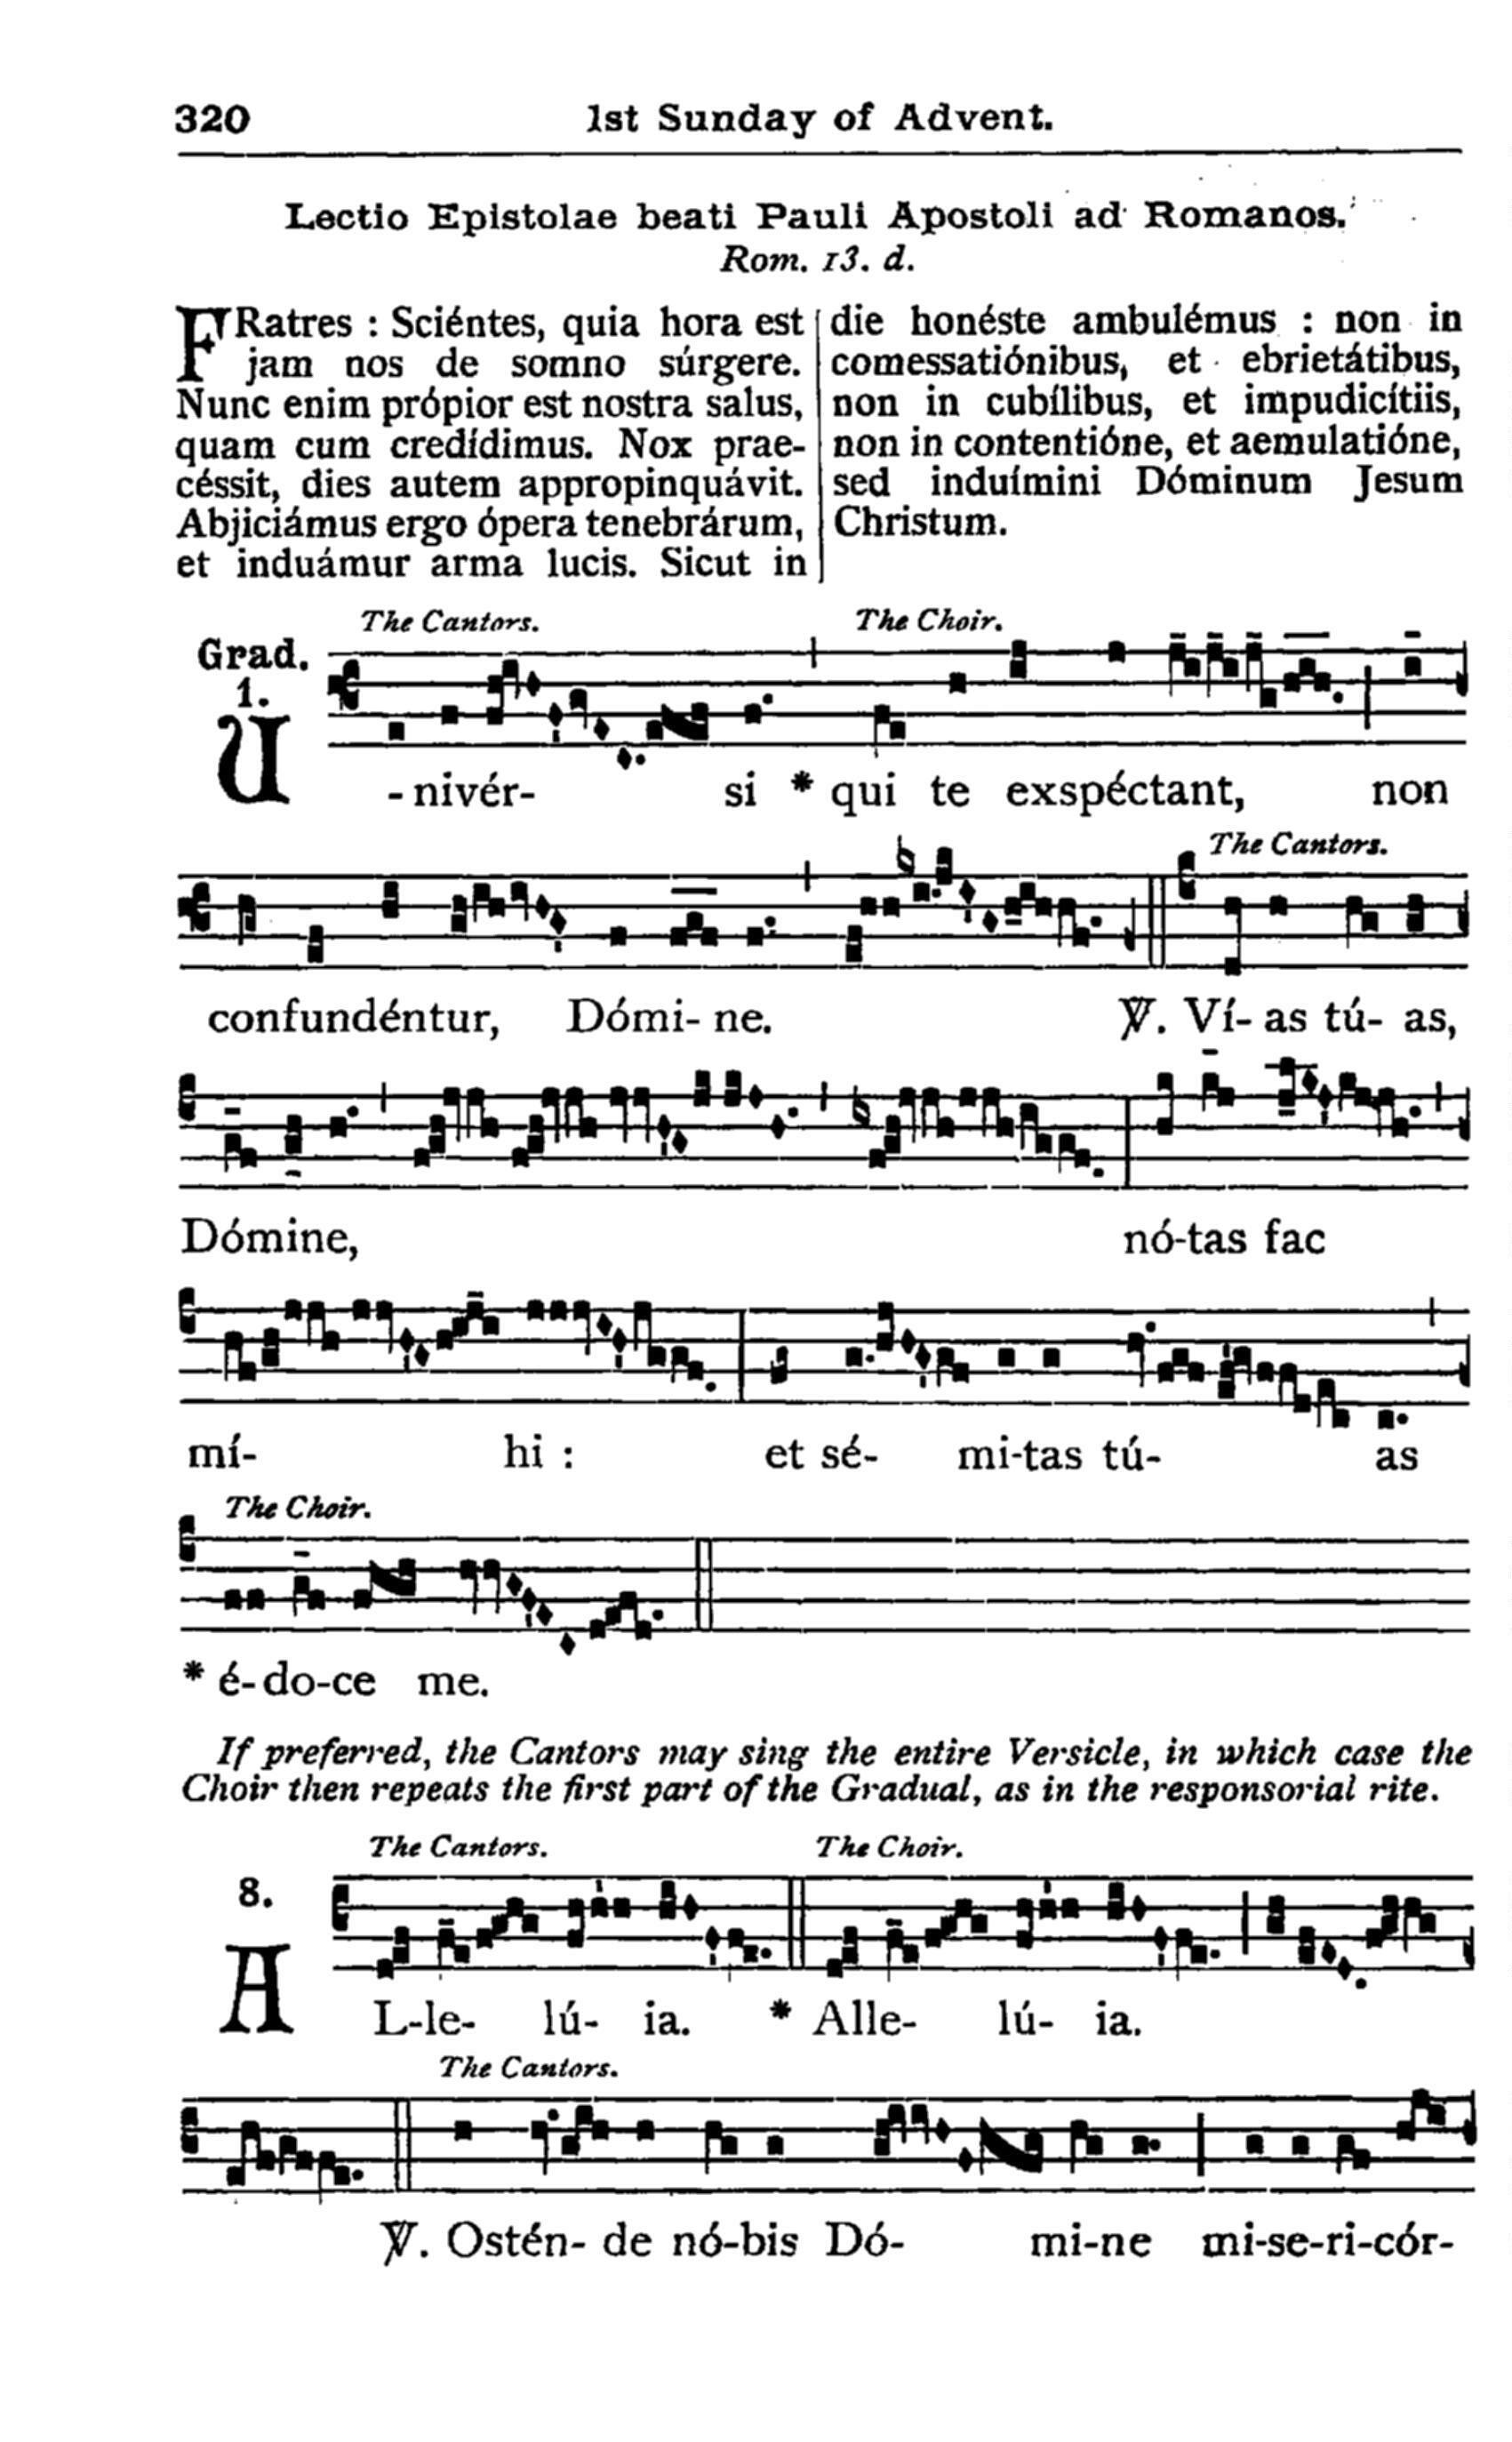 320 1st Sunday of Advent.
Lectio Epistolae beati Pauli Apostoli ad Romanos.
Rom. 13. d.
FRatres : Sciéntes, quia hora est
jam nos de somno súrgere.
Nunc enim própior est nostra salus,
quam cum credídimus. Nox prae-
céssit, dies autem appropinquávit.
Abjiciámus ergo ópera tenebrárum,
et induámur arma lucis. Sicut in
die honéste ambulémus : non in
comessatiónibus, et ebrietátibus,
non in cubílibus, et impudicítiis,
non in contentióne, et aemulatióne,
sed induímini Dóminum Jesum
Christum.
The Cantors. The Choir.
Grad.
1.
U-nivér- si * qui te exspéctant, non
The Cantors.
confundéntur, Dómi- ne. ℣. Ví- as tú- as,
Dómine, nó-tas fac
mí- hi : et sé- mi-tas tú- as
The Choir.
* é-do-ce me.
If preferred, the Cantors may sing the entire Versicle, in which case the
Choir then repeats the first part of the Gradual, as in the responsorial rite.
The Cantors. The Choir.
8.
AL-le- lú- ia. * Alle- lú- ia.
The Cantors.
℣. Ostén- de nó-bis Dó- mi-ne mi-se-ri-cór-